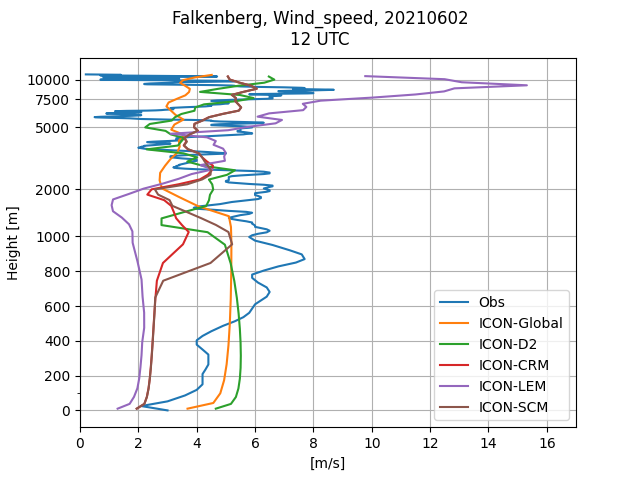 Falkenberg, Wind_speed, 20210602
12 UTC
10000
7500
5000
2000
1000
800
600
400
200
0
Height [m]
Obs
ICON-Global
ICON-D2
ICON-CRM
ICON-LEM
ICON-SCM
0 2 4 6 8 10 12 14 16
[m/s]